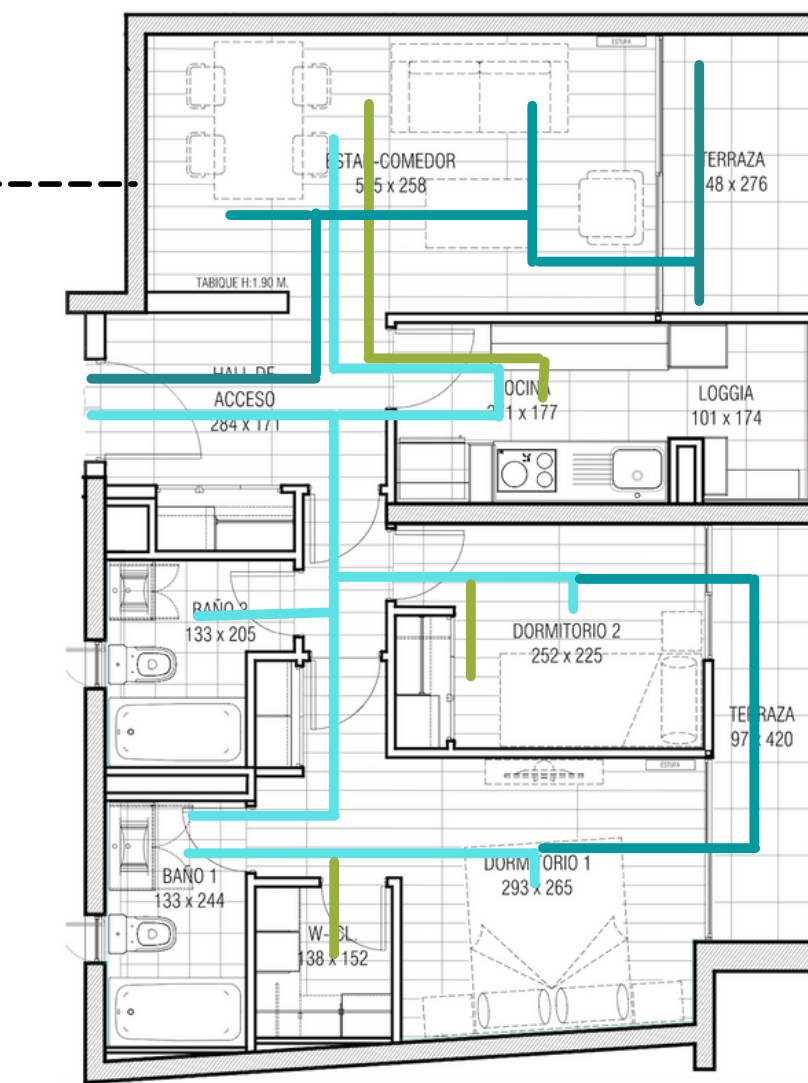 ESTUFA
ESTAR-COMEDOR
x 258
TERRAZA
x 276
TABIQUE H:1.90 M.
HALL DE
ACCESO
284 x 171
COCINA
x 177
LOGGIA
101 x 174
BAÑO 2
133 x 205
DORMITORIO 2
252 x 225
TERRAZA
97 x 420
ESTUFA
BAÑO 1
133 x 244
DORMITORIO 1
293 x 265
W-CL.
138 x 152